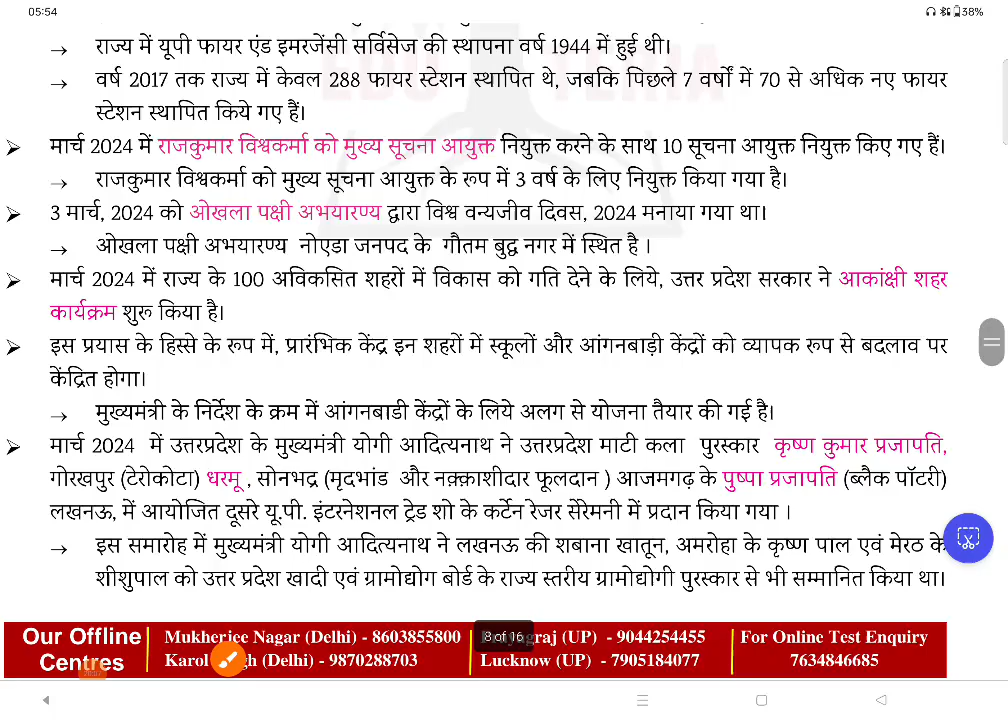 05:54
38%
→ राज्य में यूपी फायर एंड इमरजेंसी सर्विसेज की स्थापना वर्ष 1944 में हुई थी।
→ वर्ष 2017 तक राज्य में केवल 288 फायर स्टेशन स्थापित थे, जबकि पिछले 7 वर्षों में 70 से अधिक नए फायर
स्टेशन स्थापित किये गए हैं।
➢ मार्च 2024 में राजकुमार विश्वकर्मा को मुख्य सूचना आयुक्त नियुक्त करने के साथ 10 सूचना आयुक्त नियुक्त किए गए हैं।
→ राजकुमार विश्वकर्मा को मुख्य सूचना आयुक्त के रूप में 3 वर्ष के लिए नियुक्त किया गया है।
➢ 3 मार्च, 2024 को ओखला पक्षी अभयारण्य द्वारा विश्व वन्यजीव दिवस, 2024 मनाया गया था।
→ ओखला पक्षी अभयारण्य नोएडा जनपद के गौतम बुद्ध नगर में स्थित है ।
➢ मार्च 2024 में राज्य के 100 अविकसित शहरों में विकास को गति देने के लिये, उत्तर प्रदेश सरकार ने आकांक्षी शहर
कार्यक्रम शुरू किया है।
➢ इस प्रयास के हिस्से के रूप में, प्रारंभिक केंद्र इन शहरों में स्कूलों और आंगनबाड़ी केंद्रों को व्यापक रूप से बदलाव पर
केंद्रित होगा।
→ मुख्यमंत्री के निर्देश के क्रम में आंगनबाडी केंद्रों के लिये अलग से योजना तैयार की गई है।
➢ मार्च 2024 में उत्तरप्रदेश के मुख्यमंत्री योगी आदित्यनाथ ने उत्तरप्रदेश माटी कला पुरस्कार कृष्ण कुमार प्रजापति,
गोरखपुर (टेरोकोटा) धरमू , सोनभद्र (मृदभांड और नक़्क़ाशीदार फूलदान ) आजमगढ़ के पुष्पा प्रजापति (ब्लैक पॉटरी)
लखनऊ, में आयोजित दूसरे यू.पी. इंटरनेशनल ट्रेड शो के कर्टेन रेजर सेरेमनी में प्रदान किया गया ।
→ इस समारोह में मुख्यमंत्री योगी आदित्यनाथ ने लखनऊ की शबाना खातून, अमरोहा के कृष्ण पाल एवं मेरठ के
शीशुपाल को उत्तर प्रदेश खादी एवं ग्रामोद्योग बोर्ड के राज्य स्तरीय ग्रामोद्योगी पुरस्कार से भी सम्मानित किया था।
Our Offline Centres
Mukherjee Nagar (Delhi) - 8603855800
Karol (Delhi) - 9870288703
8 of 16
(UP) - 9044254455
Lucknow (UP) - 7905184077
For Online Test Enquiry
7634846685